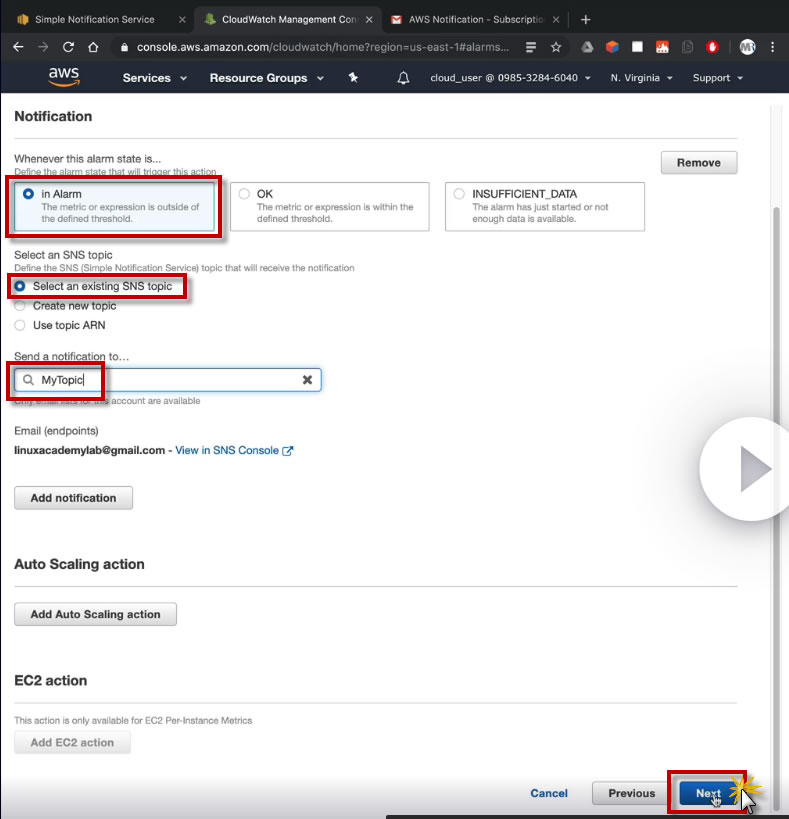 Simple Notification Service
CloudWatch Management Con
AWS Notification - Subscriptio
console.aws.amazon.com/cloudwatch/home?region=us-east-1#alarms...
MR
aws
Services
Resource Groups
cloud_user @ 0985-3284-6040
N. Virginia
Support
Notification
Whenever this alarm state is...
Define the alarm state that will trigger this action
Remove
in Alarm
The metric or expression is outside of
the defined threshold.
OK
The metric or expression is within the
defined threshold.
INSUFFICIENT_DATA
The alarm has just started or not
enough data is available.
Select an SNS topic
Define the SNS (Simple Notification Service) topic that will receive the notification
Select an existing SNS topic
Create new topic
Use topic ARN
Send a notification to...
MyTopic
Only email lists for this account are available
Email (endpoints)
linuxacademylab@gmail.com - View in SNS Console
Add notification
Auto Scaling action
Add Auto Scaling action
EC2 action
This action is only available for EC2 Per-Instance Metrics
Add EC2 action
Cancel
Previous
Next